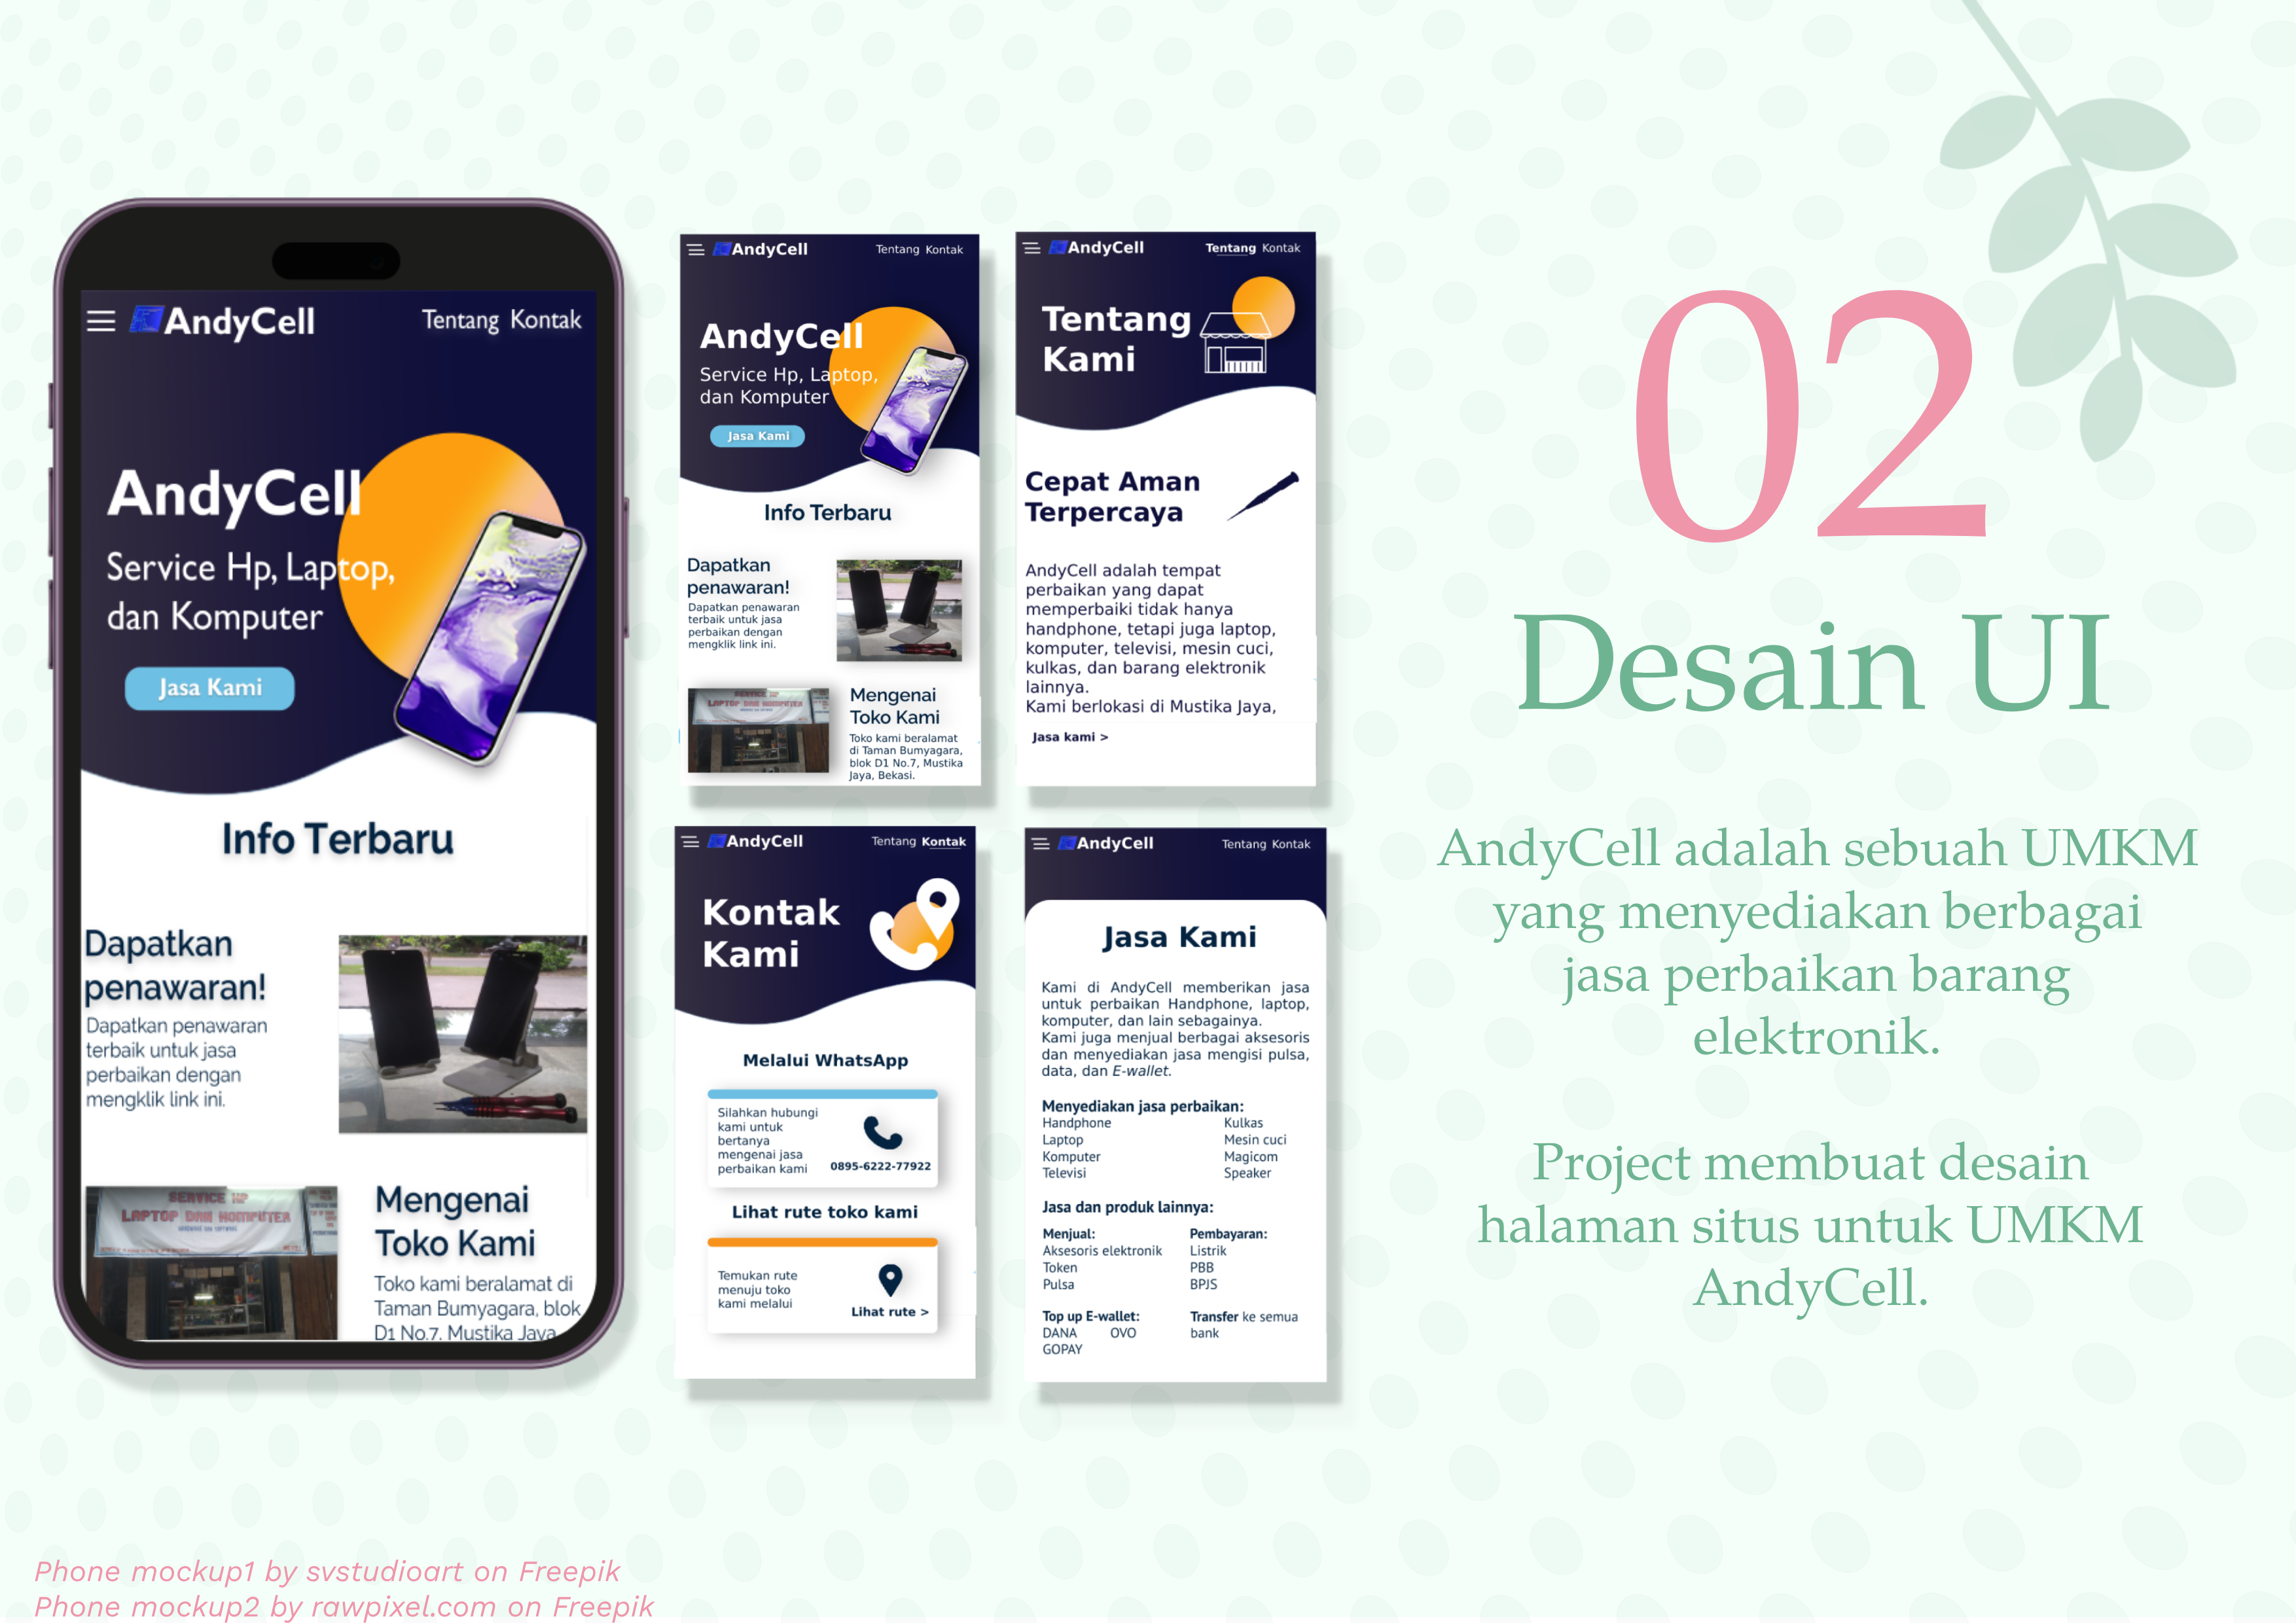 AndyCell
Tentang Kontak
AndyCell
Service Hp, Laptop,
dan Komputer
Jasa Kami
Info Terbaru
Dapatkan
penawaran!
Dapatkan penawaran
terbaik untuk jasa
perbaikan dengan
mengklik link ini.
SERVICE HP
LAPTOP DAN KOMPUTER
Mengenai
Toko Kami
Toko kami beralamat di
Taman Bumyagara, blok
D1 No.7, Mustika Jaya
AndyCell
Tentang Kontak
AndyCell
Service Hp, Laptop,
dan Komputer
Jasa Kami
Info Terbaru
Dapatkan
penawaran!
Dapatkan penawaran
terbaik untuk jasa
perbaikan dengan
mengklik link ini.
SERVICE HP
LAPTOP DAN KOMPUTER
Mengenai
Toko Kami
Toko kami beralamat
di Taman Bumyagara,
blok D1 No.7, Mustika
Jaya, Bekasi.
AndyCell
Tentang Kontak
Tentang
Kami
Cepat Aman
Terpercaya
AndyCell adalah tempat
perbaikan yang dapat
memperbaiki tidak hanya
handphone, tetapi juga laptop,
komputer, televisi, mesin cuci,
kulkas, dan barang elektronik
lainnya.
Kami berlokasi di Mustika Jaya,
Jasa kami >
AndyCell
Tentang Kontak
Kontak
Kami
Melalui WhatsApp
Silahkan hubungi
kami untuk
bertanya
mengenai jasa
perbaikan kami
0895-6222-77922
Lihat rute toko kami
Temukan rute
menuju toko
kami melalui
Lihat rute >
AndyCell
Tentang Kontak
Jasa Kami
Kami di AndyCell memberikan jasa
untuk perbaikan Handphone, laptop,
komputer, dan lain sebagainya.
Kami juga menjual berbagai aksesoris
dan menyediakan jasa mengisi pulsa,
data, dan E-wallet.
Menyediakan jasa perbaikan:
Handphone Kulkas
Laptop Mesin cuci
Komputer Magicom
Televisi Speaker
Jasa dan produk lainnya:
Menjual: Pembayaran:
Aksesoris elektronik Listrik
Token PBB
Pulsa BPJS
Top up E-wallet: Transfer ke semua
DANA OVO bank
GOPAY
02
Desain UI
AndyCell adalah sebuah UMKM
yang menyediakan berbagai
jasa perbaikan barang
elektronik.
Project membuat desain
halaman situs untuk UMKM
AndyCell.
Phone mockup1 by svstudioart on Freepik
Phone mockup2 by rawpixel.com on Freepik